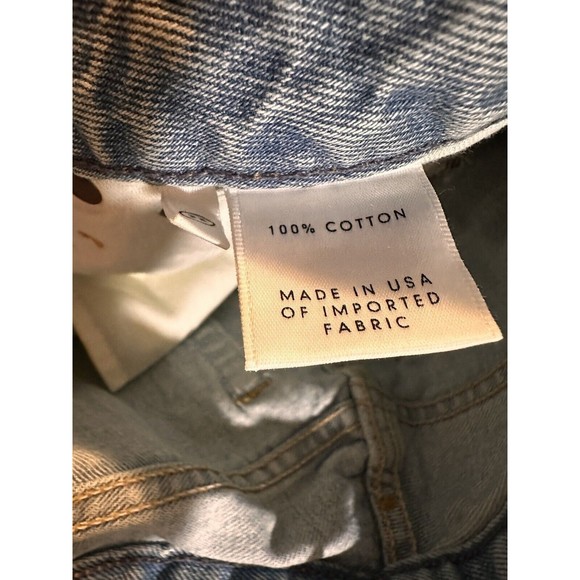 100% COTTON
MADE IN USA
OF IMPORTED
FABRIC